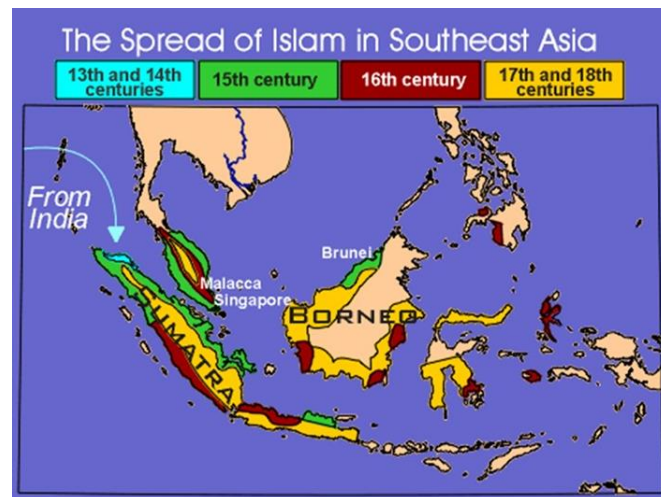 The Spread of Islam in Southeast Asia
13th and 14th
centuries
15th century
16th century
17th and 18th
centuries
From
India
Brunei
Malacca
Singapore
BORNEO
SUMATRA